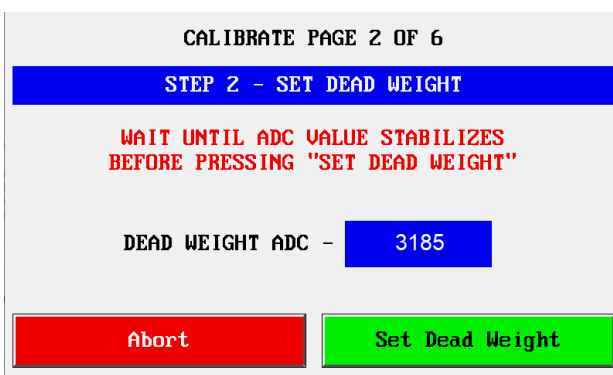 CALIBRATE PAGE 2 OF 6
STEP 2 - SET DEAD WEIGHT
WAIT UNTIL ADC VALUE STABILIZES
BEFORE PRESSING "SET DEAD WEIGHT"
DEAD WEIGHT ADC - 3185
Abort Set Dead Weight